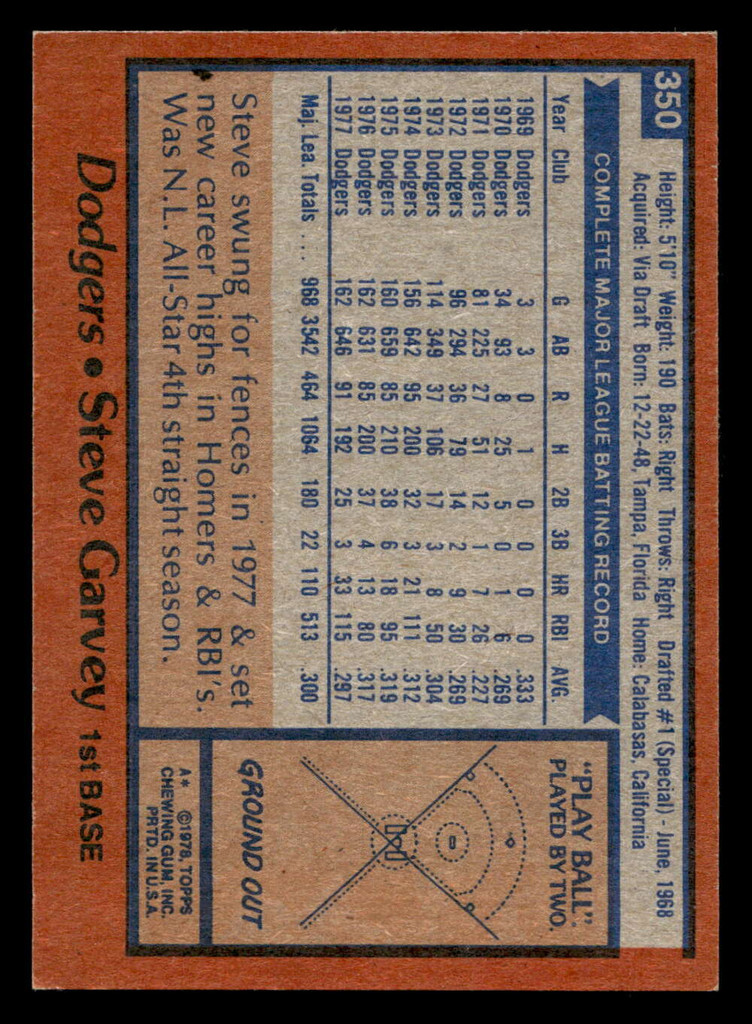 350
Height: 5'10" Weight: 190 Bats: Right Throws: Right Drafted #1 (Special) - June, 1968
Acquired: Via Draft Born: 12-22-48, Tampa, Florida Home: Calabasas, California
COMPLETE MAJOR LEAGUE BATTING RECORD
Year Club G AB R H 2B 3B HR RBI AVG.
1969 Dodgers 3 3 0 1 0 0 0 0 .333
1970 Dodgers 34 93 8 25 5 0 1 6 .269
1971 Dodgers 81 225 27 51 12 1 7 26 .227
1972 Dodgers 96 294 36 79 14 2 9 30 .269
1973 Dodgers 114 349 37 106 17 3 8 50 .304
1974 Dodgers 156 642 95 200 32 3 21 111 .312
1975 Dodgers 160 659 85 210 38 6 18 95 .319
1976 Dodgers 162 631 85 200 37 4 13 80 .317
1977 Dodgers 162 646 91 192 25 3 33 115 .297
Maj. Lea. Totals .... 968 3542 464 1064 180 22 110 513 .300
Steve swung for fences in 1977 & set
new career highs in Homers & RBI's.
Was N.L. All-Star 4th straight season.
"PLAY BALL"
PLAYED BY TWO.
GROUND OUT
A* ©1978, TOPPS
CHEWING GUM, INC.
PRTD. IN U.S.A.
Dodgers • Steve Garvey 1st BASE